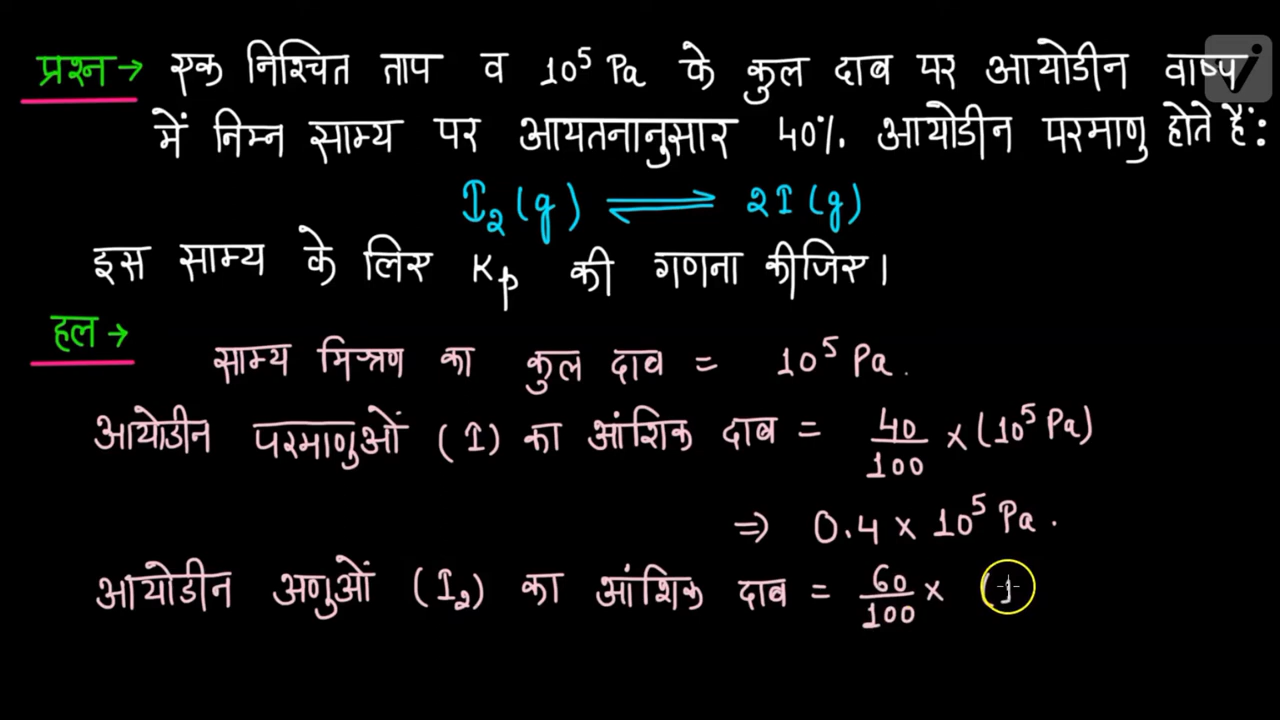 प्रश्न → एक निश्चित ताप व 10⁵ Pa के कुल दाब पर आयोडीन वाष्प
में निम्न साम्य पर आयतनानुसार 40% आयोडीन परमाणु होते हैं:
I₂(g) ⇌ 2I(g)
इस साम्य के लिए Kp की गणना कीजिए।
हल →
साम्य मिश्रण का कुल दाब = 10⁵ Pa.
आयोडीन परमाणुओं (I) का आंशिक दाब = 40/100 × (10⁵ Pa)
⇒ 0.4 × 10⁵ Pa.
आयोडीन अणुओं (I₂) का आंशिक दाब = 60/100 × (1